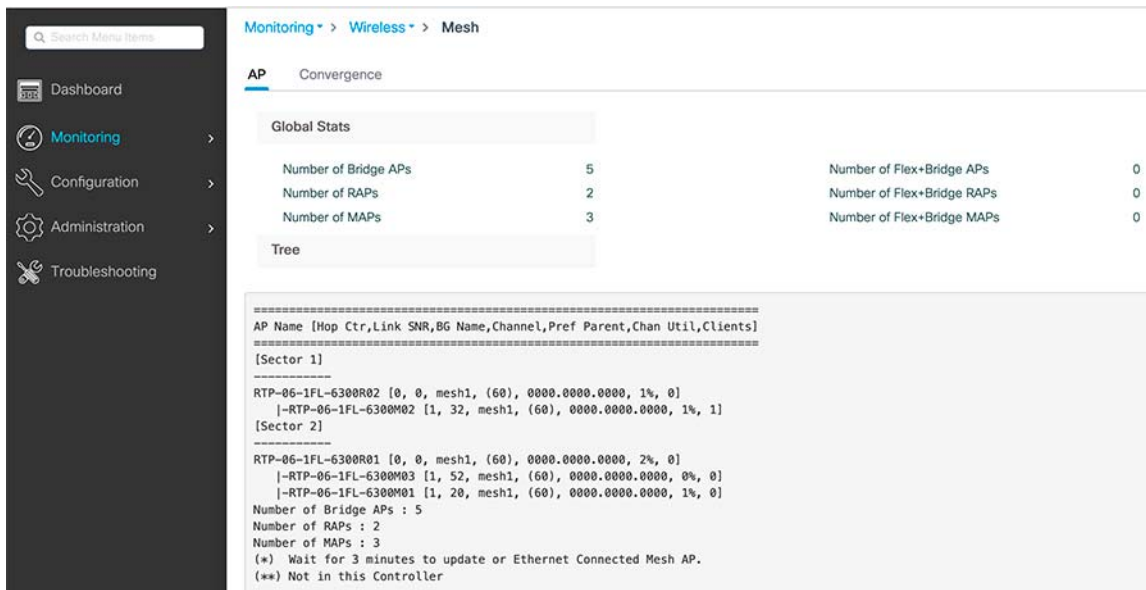 Search Menu Items
Dashboard
Monitoring
Configuration
Administration
Troubleshooting
Monitoring > Wireless > Mesh
AP Convergence
Global Stats
Number of Bridge APs 5 Number of Flex+Bridge APs 0
Number of RAPs 2 Number of Flex+Bridge RAPs 0
Number of MAPs 3 Number of Flex+Bridge MAPs 0
Tree
========================================================================
AP Name [Hop Ctr,Link SNR,BG Name,Channel,Pref Parent,Chan Util,Clients]
========================================================================
[Sector 1]
-----------
RTP-06-1FL-6300R02 [0, 0, mesh1, (60), 0000.0000.0000, 1%, 0]
|-RTP-06-1FL-6300M02 [1, 32, mesh1, (60), 0000.0000.0000, 1%, 1]
[Sector 2]
-----------
RTP-06-1FL-6300R01 [0, 0, mesh1, (60), 0000.0000.0000, 2%, 0]
|-RTP-06-1FL-6300M03 [1, 52, mesh1, (60), 0000.0000.0000, 0%, 0]
|-RTP-06-1FL-6300M01 [1, 20, mesh1, (60), 0000.0000.0000, 1%, 0]
Number of Bridge APs : 5
Number of RAPs : 2
Number of MAPs : 3
(*) Wait for 3 minutes to update or Ethernet Connected Mesh AP.
(**) Not in this Controller